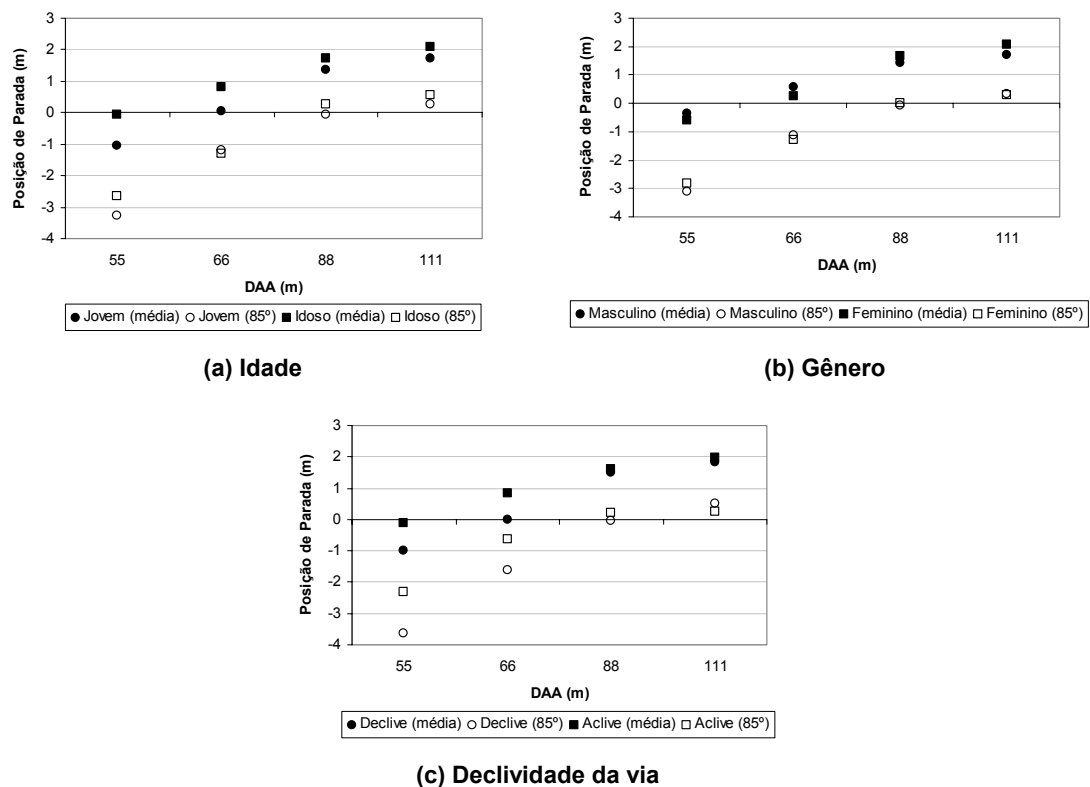 3
2
1
0
-1
-2
-3
-4
Posição de Parada (m)
55 66 88 111
DAA (m)
Jovem (média) Jovem (85º) Idoso (média) Idoso (85º)
(a) Idade
3
2
1
0
-1
-2
-3
-4
Posição de Parada (m)
55 66 88 111
DAA (m)
Masculino (média) Masculino (85º) Feminino (média) Feminino (85º)
(b) Gênero
3
2
1
0
-1
-2
-3
-4
Posição de Parada (m)
55 66 88 111
DAA (m)
Declive (média) Declive (85º) Aclive (média) Aclive (85º)
(c) Declividade da via